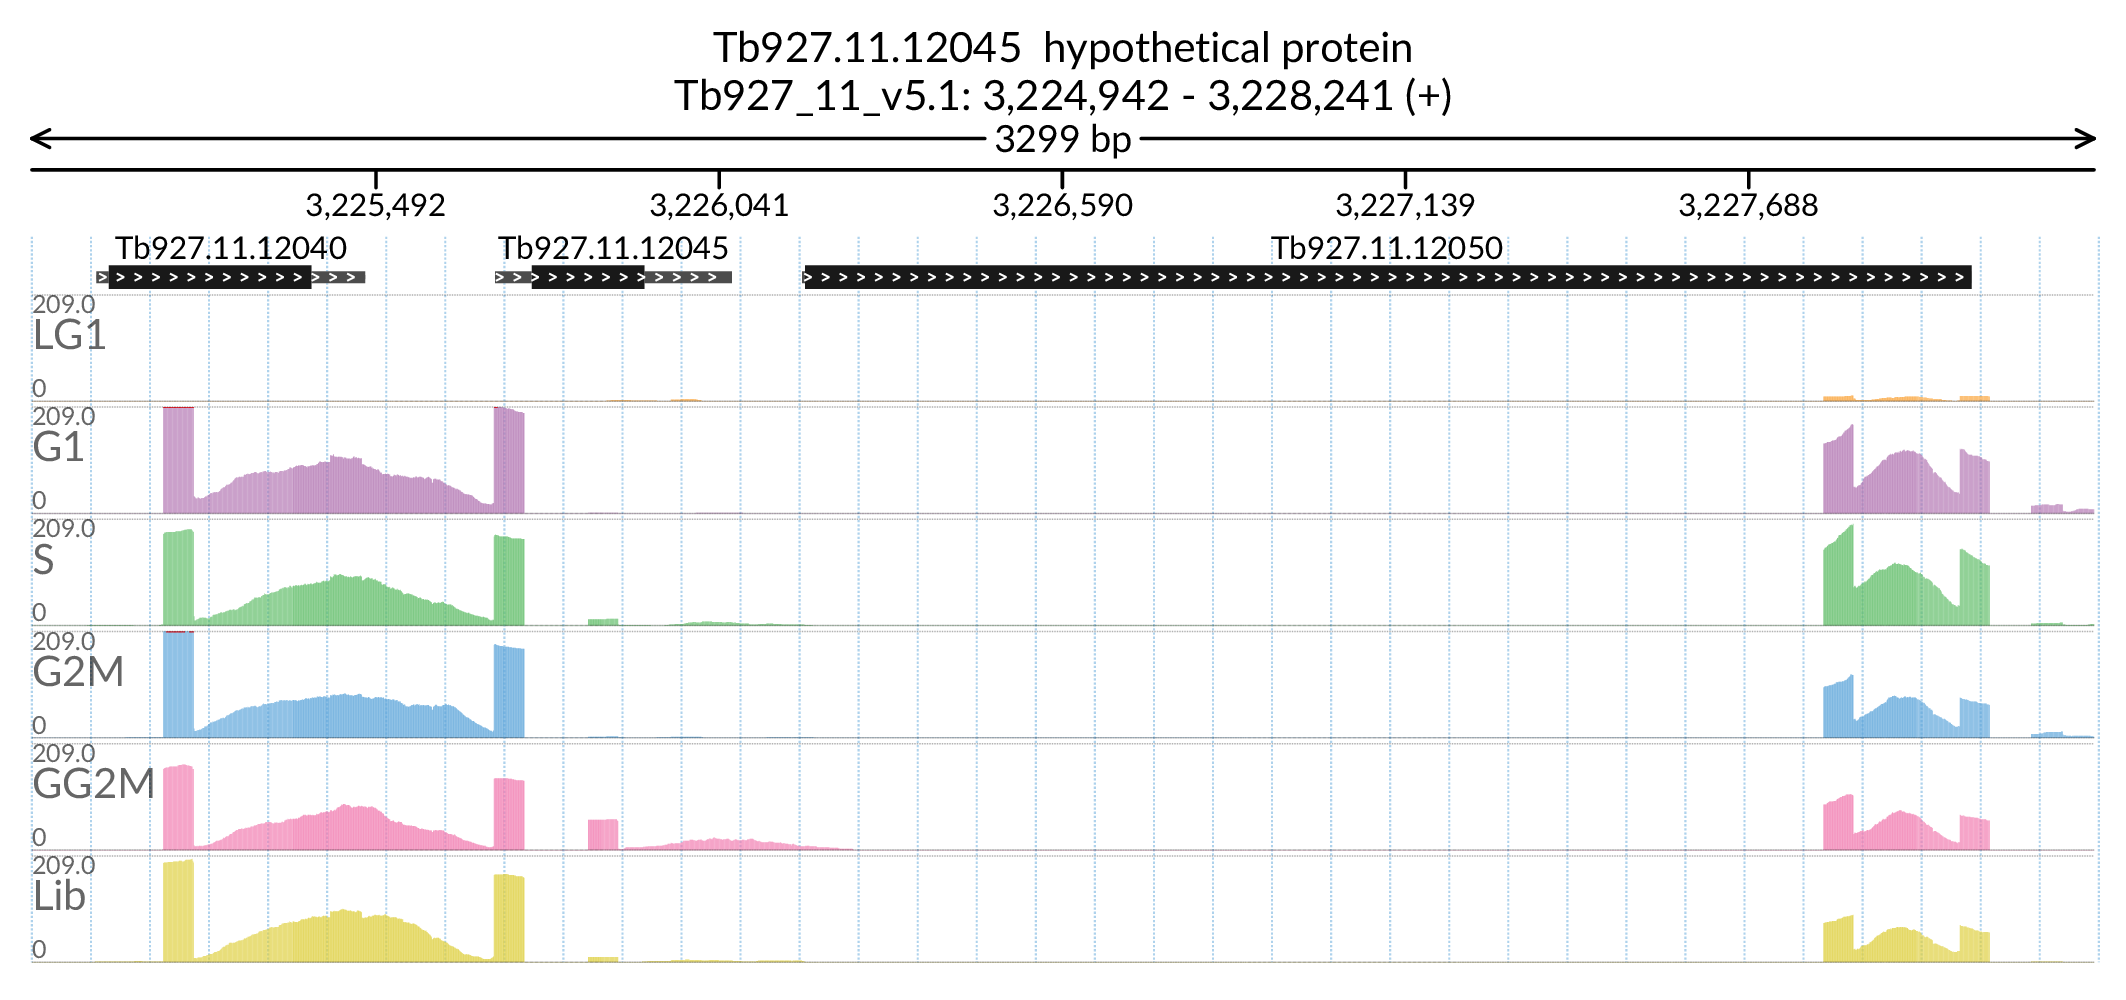 Tb927.11.12045 hypothetical protein
Tb927_11_v5.1: 3,224,942 - 3,228,241 (+)
3299 bp
3,225,492 3,226,041 3,226,590 3,227,139 3,227,688
Tb927.11.12040 Tb927.11.12045 Tb927.11.12050
209.0
LG1
0
209.0
G1
0
209.0
S
0
209.0
G2M
0
209.0
GG2M
0
209.0
Lib
0